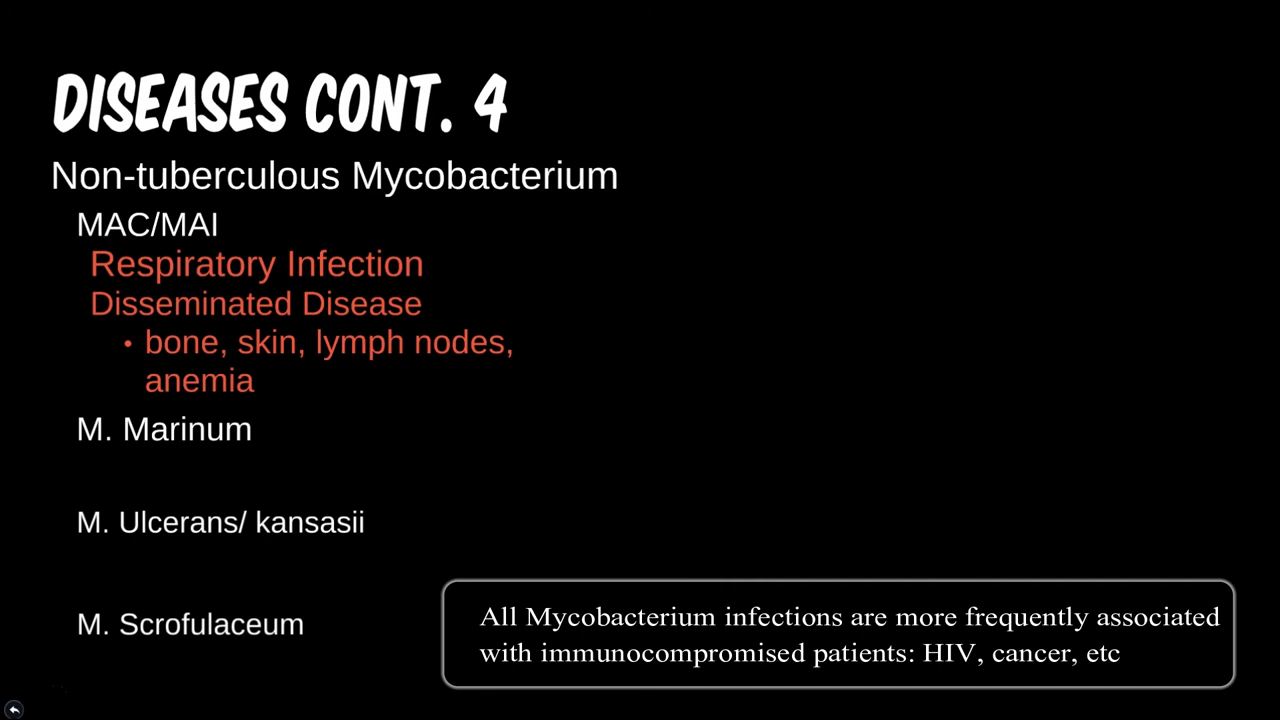 DISEASES CONT. 4
Non-tuberculous Mycobacterium
MAC/MAI
Respiratory Infection
Disseminated Disease
• bone, skin, lymph nodes,
anemia
M. Marinum
M. Ulcerans/ kansasii
M. Scrofulaceum
All Mycobacterium infections are more frequently associated
with immunocompromised patients: HIV, cancer, etc